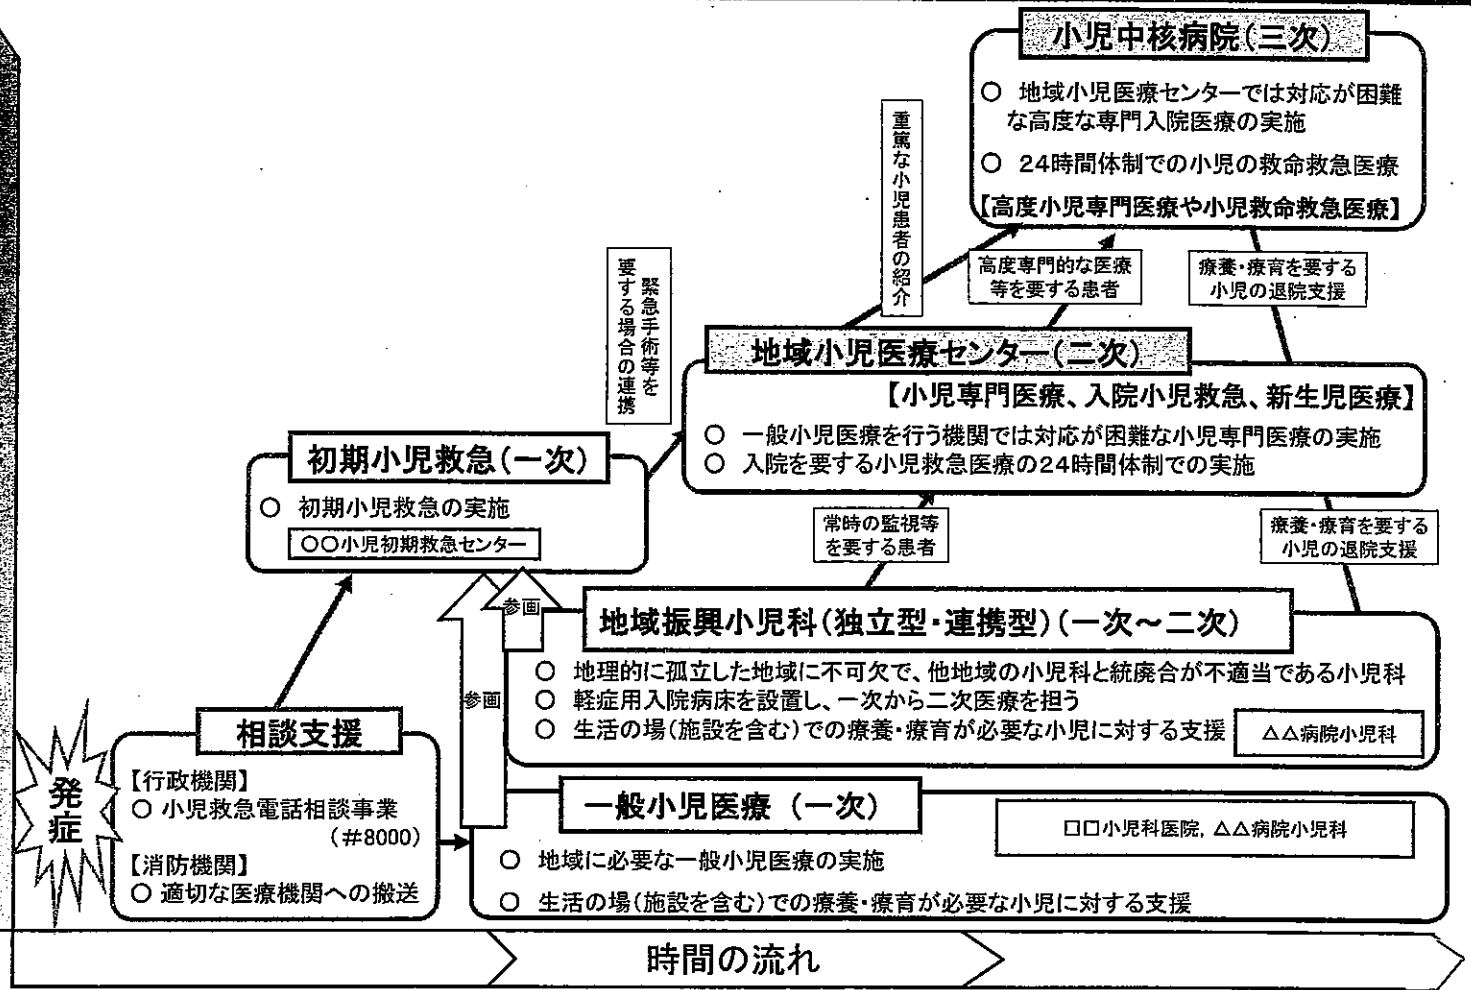 小児中核病院（三次）
○ 地域小児医療センターでは対応が困難
な高度な専門入院医療の実施
○ 24時間体制での小児の救命救急医療
【高度小児専門医療や小児救命救急医療】
重篤な小児患者の紹介
高度専門的な医療
等を要する患者
療養・療育を要する
小児の退院支援
緊急手術等を
要する場合の連携
地域小児医療センター（二次）
【小児専門医療、入院小児救急、新生児医療】
○ 一般小児医療を行う機関では対応が困難な小児専門医療の実施
○ 入院を要する小児救急医療の24時間体制での実施
初期小児救急（一次）
○ 初期小児救急の実施
○○小児初期救急センター
常時の監視等
を要する患者
療養・療育を要する
小児の退院支援
参画
地域振興小児科（独立型・連携型）（一次～二次）
○ 地理的に孤立した地域に不可欠で、他地域の小児科と統廃合が不適当である小児科
○ 軽症用入院病床を設置し、一次から二次医療を担う
○ 生活の場（施設を含む）での療養・療育が必要な小児に対する支援
△△病院小児科
参画
相談支援
発症
【行政機関】
○ 小児救急電話相談事業
（＃8000）
【消防機関】
○ 適切な医療機関への搬送
一般小児医療 （一次）
□□小児科医院, △△病院小児科
○ 地域に必要な一般小児医療の実施
○ 生活の場（施設を含む）での療養・療育が必要な小児に対する支援
時間の流れ